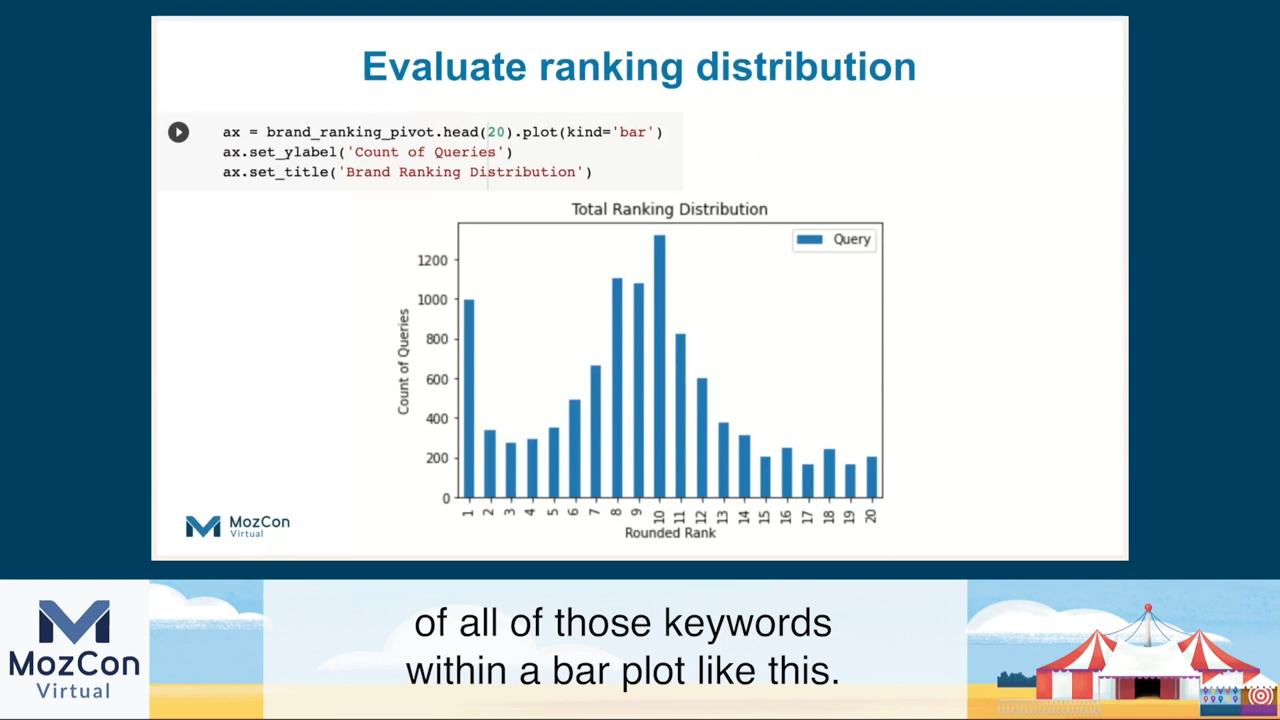 Evaluate ranking distribution
ax = brand_ranking_pivot.head(20).plot(kind='bar')
ax.set_ylabel('Count of Queries')
ax.set_title('Brand Ranking Distribution')
Total Ranking Distribution
Query
1200
1000
800
600
400
200
0
Count of Queries
1 2 3 4 5 6 7 8 9 10 11 12 13 14 15 16 17 18 19 20
Rounded Rank
MozCon
Virtual
MozCon
Virtual
of all of those keywords
within a bar plot like this.